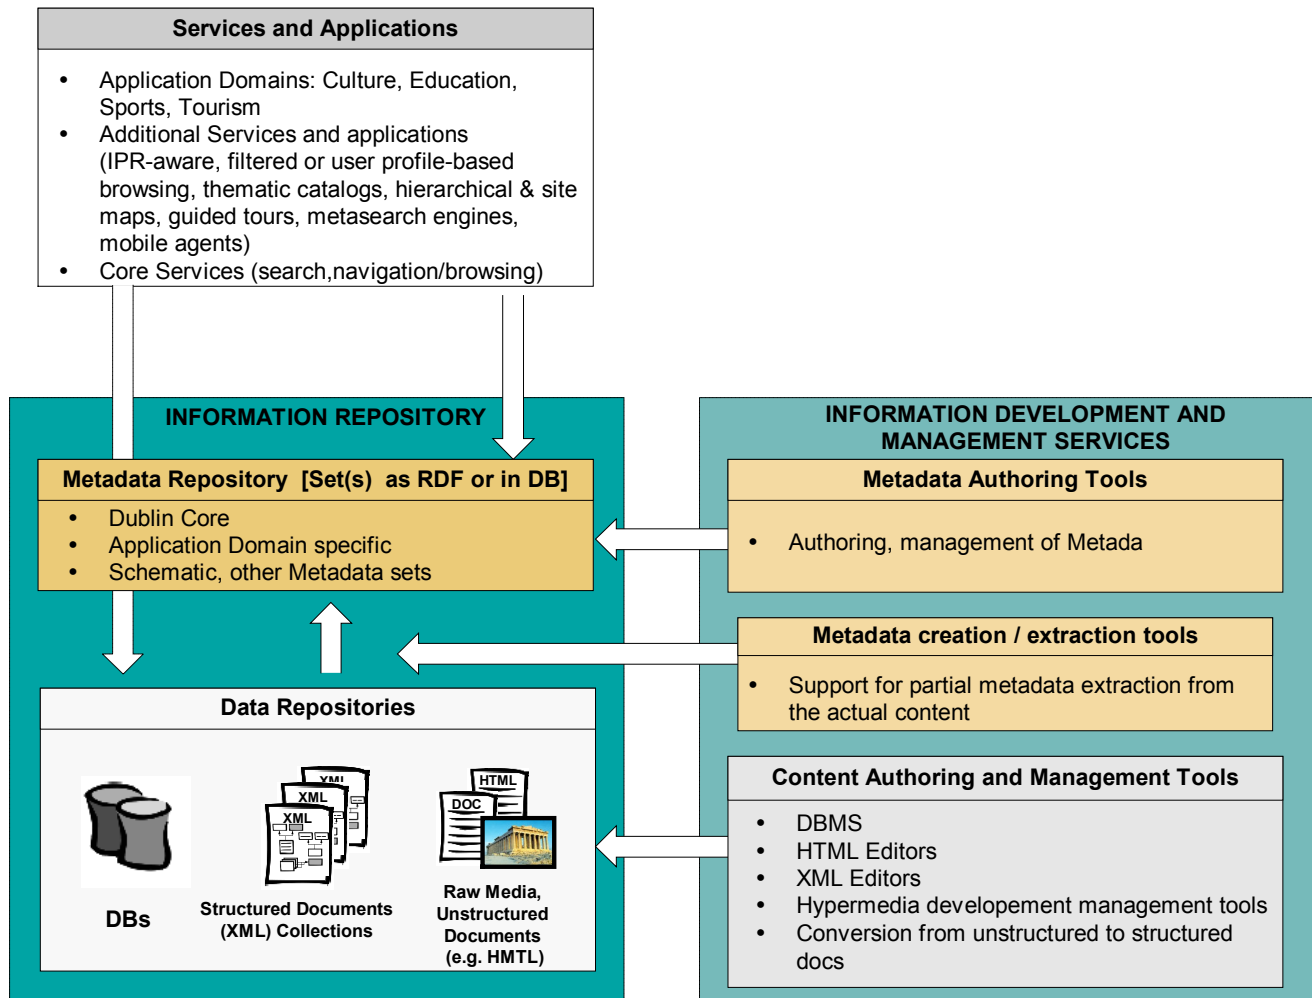 Services and Applications
• Application Domains: Culture, Education,
Sports, Tourism
• Additional Services and applications
(IPR-aware, filtered or user profile-based
browsing, thematic catalogs, hierarchical & site
maps, guided tours, metasearch engines,
mobile agents)
• Core Services (search,navigation/browsing)
INFORMATION REPOSITORY
Metadata Repository [Set(s) as RDF or in DB]
• Dublin Core
• Application Domain specific
• Schematic, other Metadata sets
Data Repositories
DBs
XML
XML
XML
Structured Documents
(XML) Collections
HTML
DOC
Raw Media,
Unstructured
Documents
(e.g. HMTL)
INFORMATION DEVELOPMENT AND
MANAGEMENT SERVICES
Metadata Authoring Tools
• Authoring, management of Metada
Metadata creation / extraction tools
• Support for partial metadata extraction from
the actual content
Content Authoring and Management Tools
• DBMS
• HTML Editors
• XML Editors
• Hypermedia developement management tools
• Conversion from unstructured to structured
docs